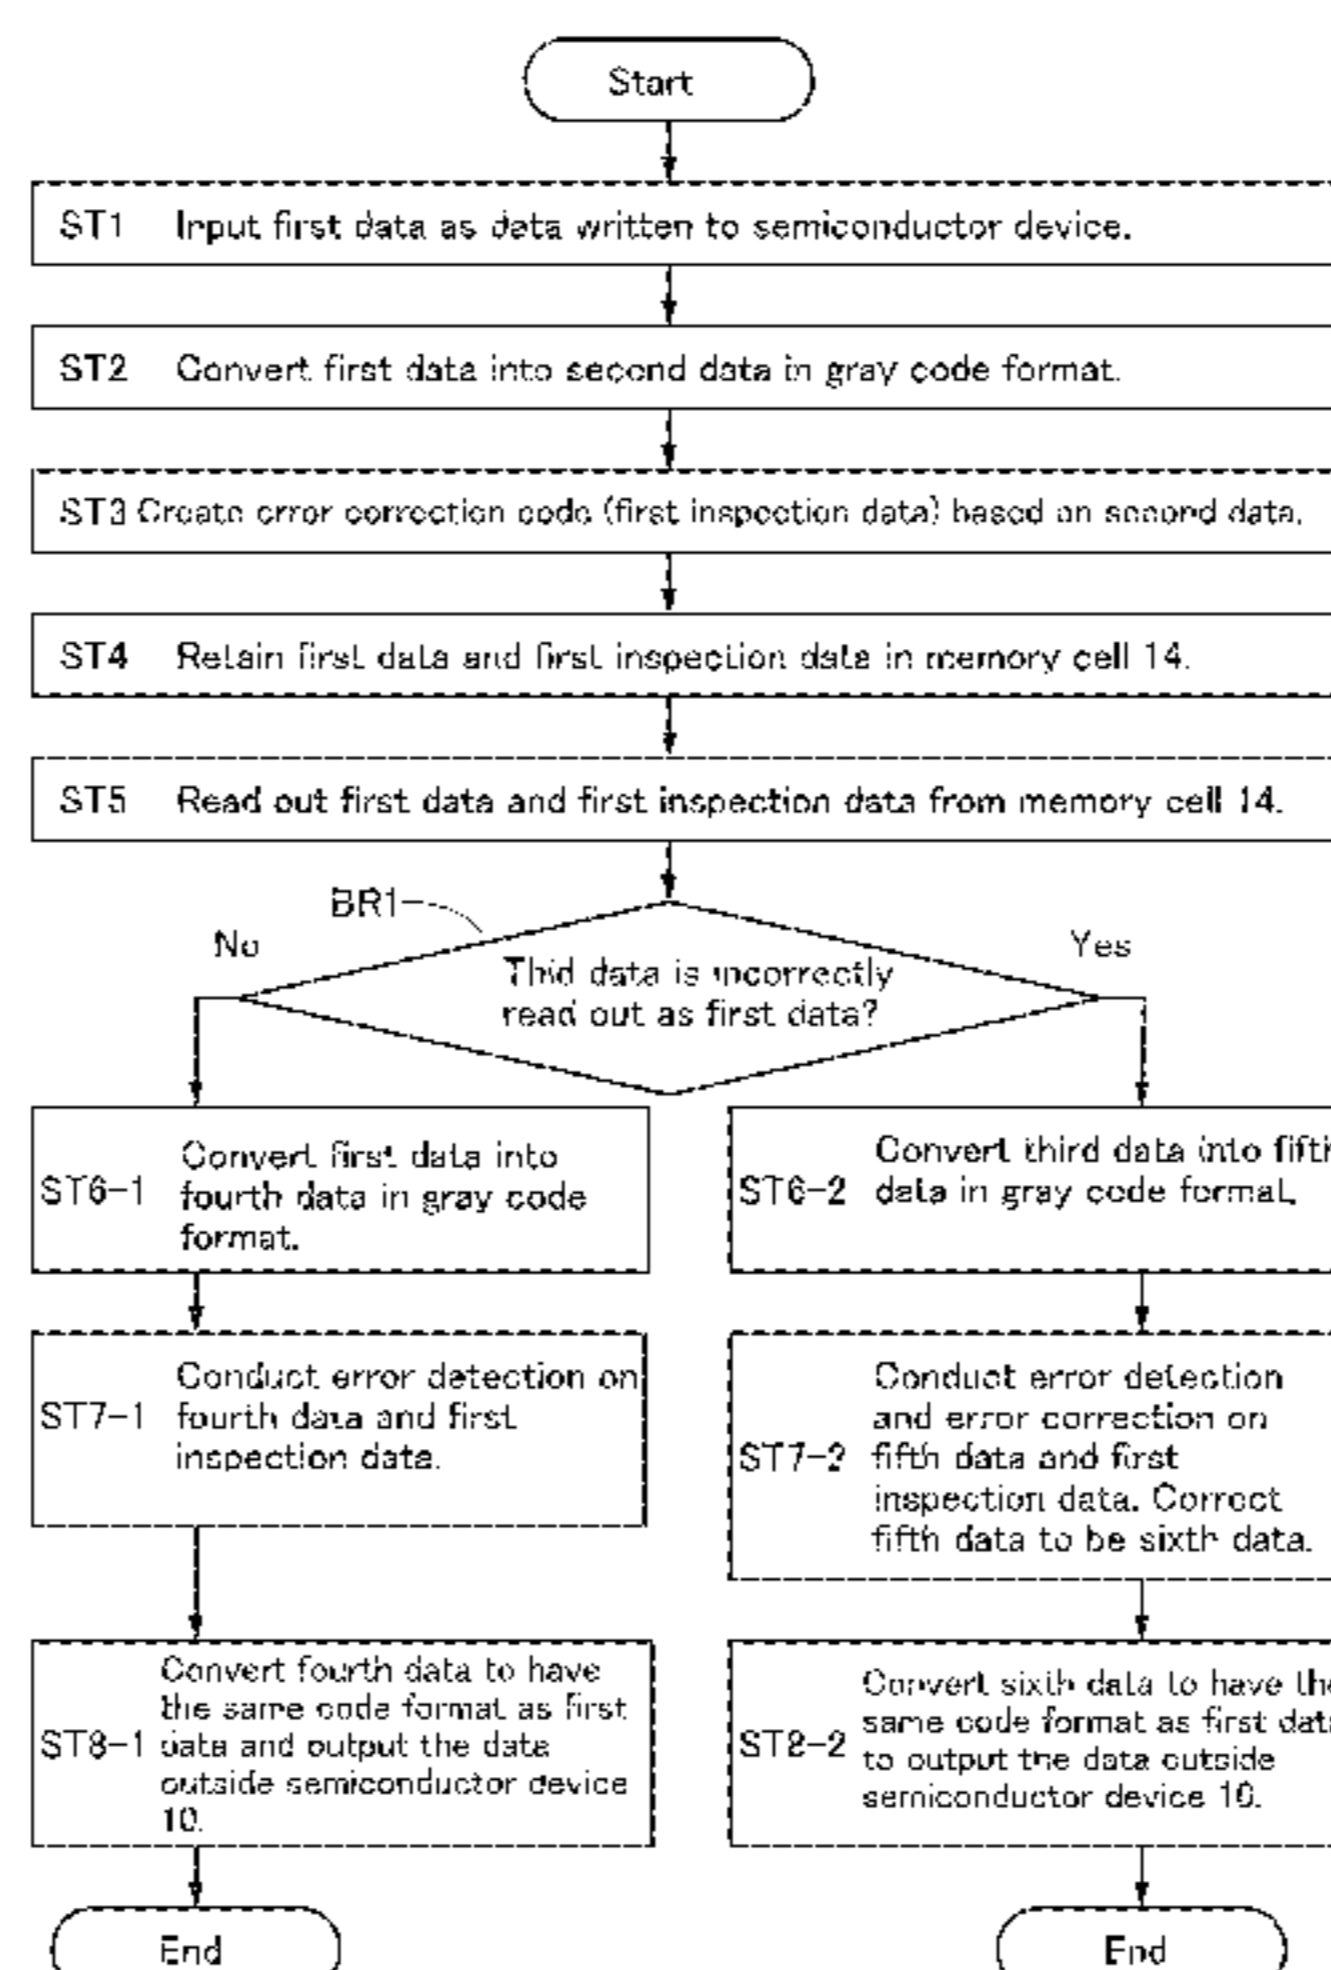 Start
ST1 Input first data as data written to semiconductor device.
ST2 Convert first data into second data in gray code format.
ST3 Create error correction code (first inspection data) based on second data.
ST4 Retain first data and first inspection data in memory cell 14.
ST5 Read out first data and first inspection data from memory cell 14.
BR1
No
Yes
Thid data is incorrectly
read out as first data?
Convert first data into
ST6-1 fourth data in gray code
format.
Convert third data into fifth
ST6-2 data in gray code format.
Conduct error detection on
ST7-1 fourth data and first
inspection data.
Conduct error detection
and error correction on
ST7-2 fifth data and first
inspection data. Correct
fifth data to be sixth data.
Convert fourth data to have
the same code format as first
ST8-1 data and output the data
outside semiconductor device
10.
Convert sixth data to have the
same code format as first data
ST8-2 to output the data outside
semiconductor device 10.
End
End